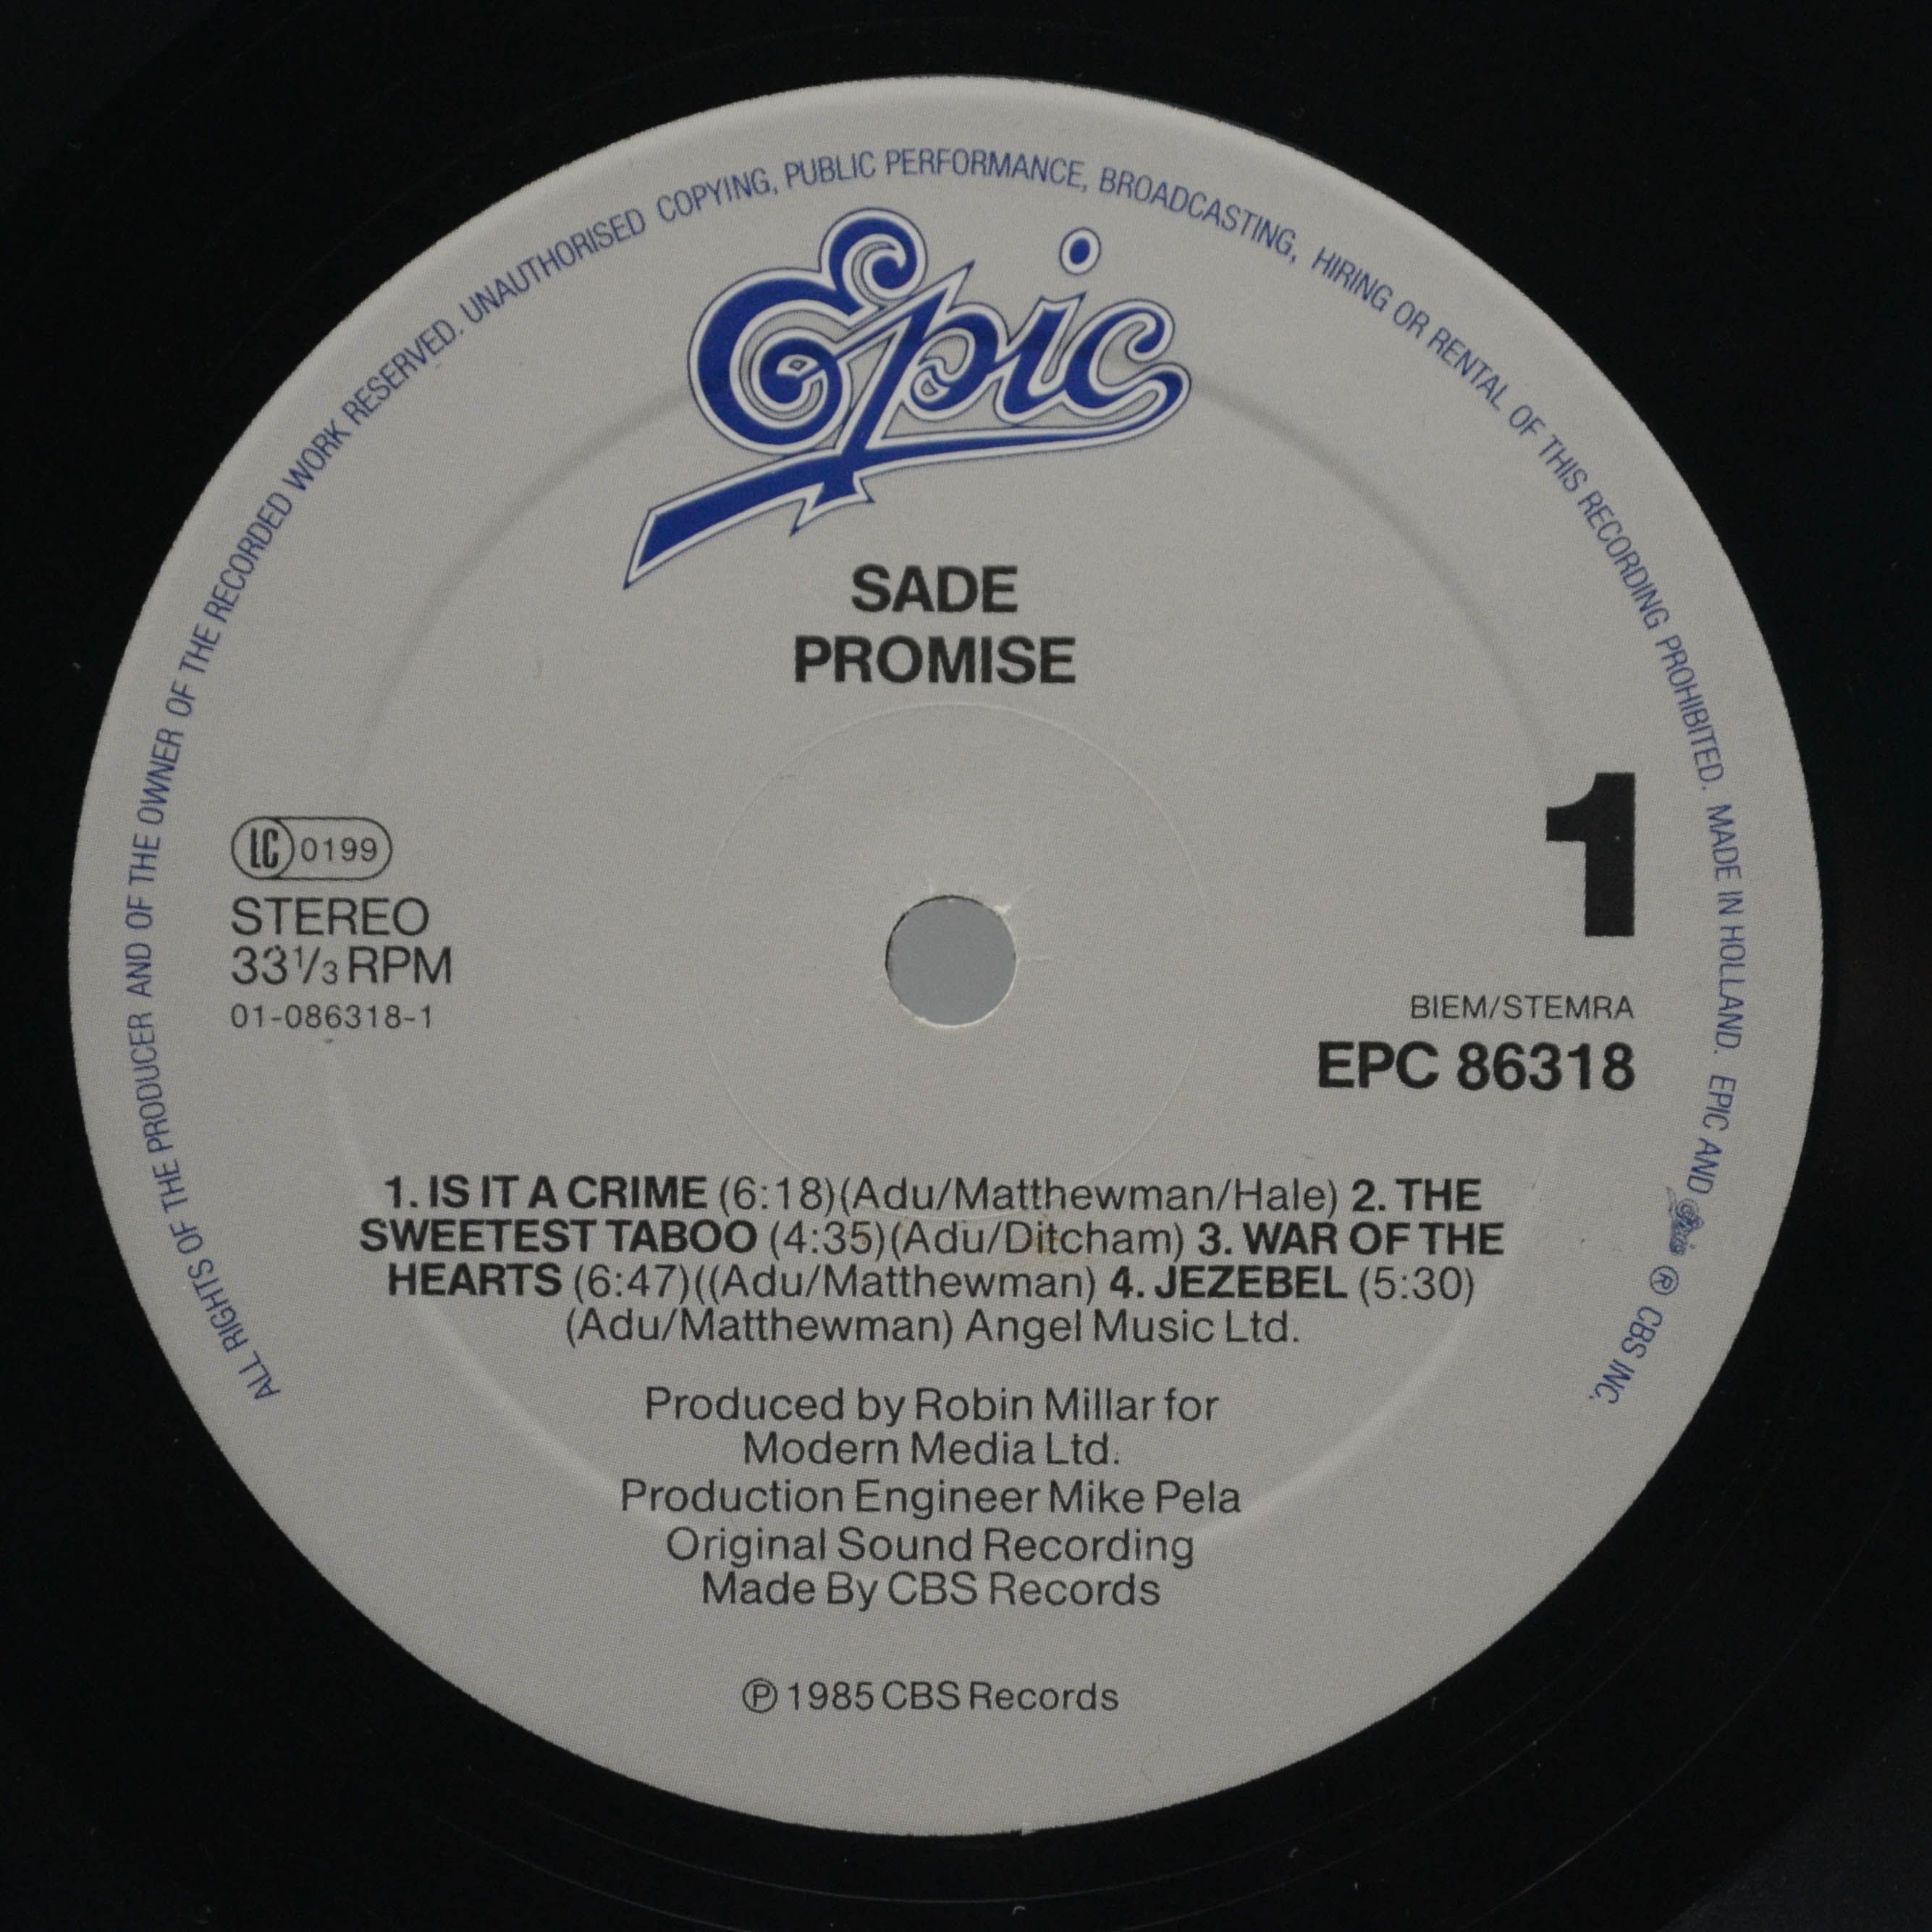 ALL RIGHTS OF THE PRODUCER AND OF THE OWNER OF THE RECORDED WORK RESERVED. UNAUTHORISED COPYING, PUBLIC PERFORMANCE, BROADCASTING, HIRING OR RENTAL OF THIS RECORDING PROHIBITED. MADE IN HOLLAND. EPIC AND Epic ® CBS INC.
Epic
SADE
PROMISE
1
LC 0199
STEREO
33 1/3 RPM
01-086318-1
BIEM/STEMRA
EPC 86318
1. IS IT A CRIME (6:18)(Adu/Matthewman/Hale) 2. THE
SWEETEST TABOO (4:35)(Adu/Ditcham) 3. WAR OF THE
HEARTS (6:47)((Adu/Matthewman) 4. JEZEBEL (5:30)
(Adu/Matthewman) Angel Music Ltd.
Produced by Robin Millar for
Modern Media Ltd.
Production Engineer Mike Pela
Original Sound Recording
Made By CBS Records
℗ 1985 CBS Records